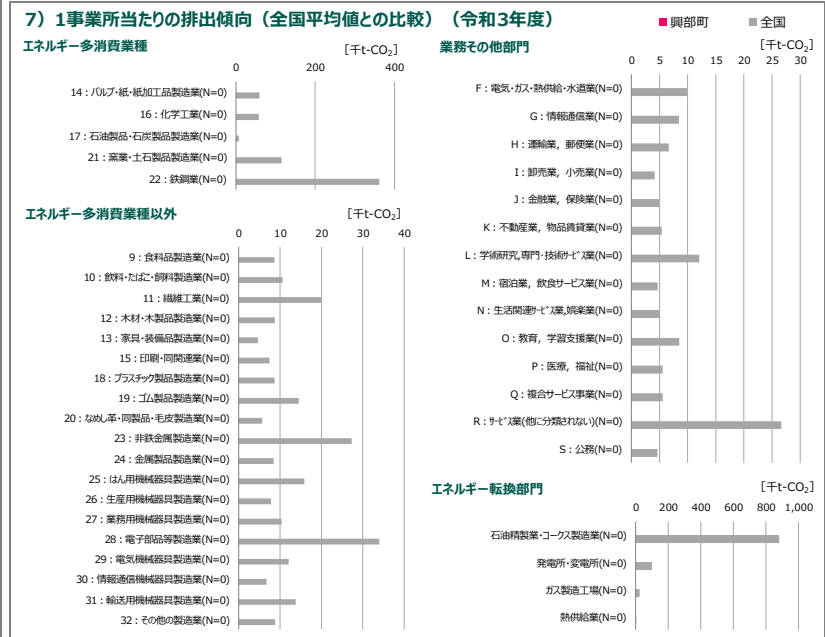 7）1事業所当たりの排出傾向（全国平均値との比較）（令和3年度）
■興部町 ■全国
エネルギー多消費業種
[千t-CO₂]
0 200 400
14：パルプ・紙・紙加工品製造業(N=0)
16：化学工業(N=0)
17：石油製品・石炭製品製造業(N=0)
21：窯業・土石製品製造業(N=0)
22：鉄鋼業(N=0)
エネルギー多消費業種以外
[千t-CO₂]
0 10 20 30 40
9：食料品製造業(N=0)
10：飲料・たばこ・飼料製造業(N=0)
11：繊維工業(N=0)
12：木材・木製品製造業(N=0)
13：家具・装備品製造業(N=0)
15：印刷・同関連業(N=0)
18：プラスチック製品製造業(N=0)
19：ゴム製品製造業(N=0)
20：なめし革・同製品・毛皮製造業(N=0)
23：非鉄金属製造業(N=0)
24：金属製品製造業(N=0)
25：はん用機械器具製造業(N=0)
26：生産用機械器具製造業(N=0)
27：業務用機械器具製造業(N=0)
28：電子部品等製造業(N=0)
29：電気機械器具製造業(N=0)
30：情報通信機械器具製造業(N=0)
31：輸送用機械器具製造業(N=0)
32：その他の製造業(N=0)
業務その他部門
[千t-CO₂]
0 5 10 15 20 25 30
F：電気・ガス・熱供給・水道業(N=0)
G：情報通信業(N=0)
H：運輸業，郵便業(N=0)
I：卸売業，小売業(N=0)
J：金融業，保険業(N=0)
K：不動産業，物品賃貸業(N=0)
L：学術研究,専門・技術ｻｰﾋﾞｽ業(N=0)
M：宿泊業，飲食サービス業(N=0)
N：生活関連ｻｰﾋﾞｽ業,娯楽業(N=0)
O：教育，学習支援業(N=0)
P：医療，福祉(N=0)
Q：複合サービス事業(N=0)
R：ｻｰﾋﾞｽ業(他に分類されない)(N=0)
S：公務(N=0)
エネルギー転換部門
[千t-CO₂]
0 200 400 600 800 1,000
石油精製業・コークス製造業(N=0)
発電所・変電所(N=0)
ガス製造工場(N=0)
熱供給業(N=0)